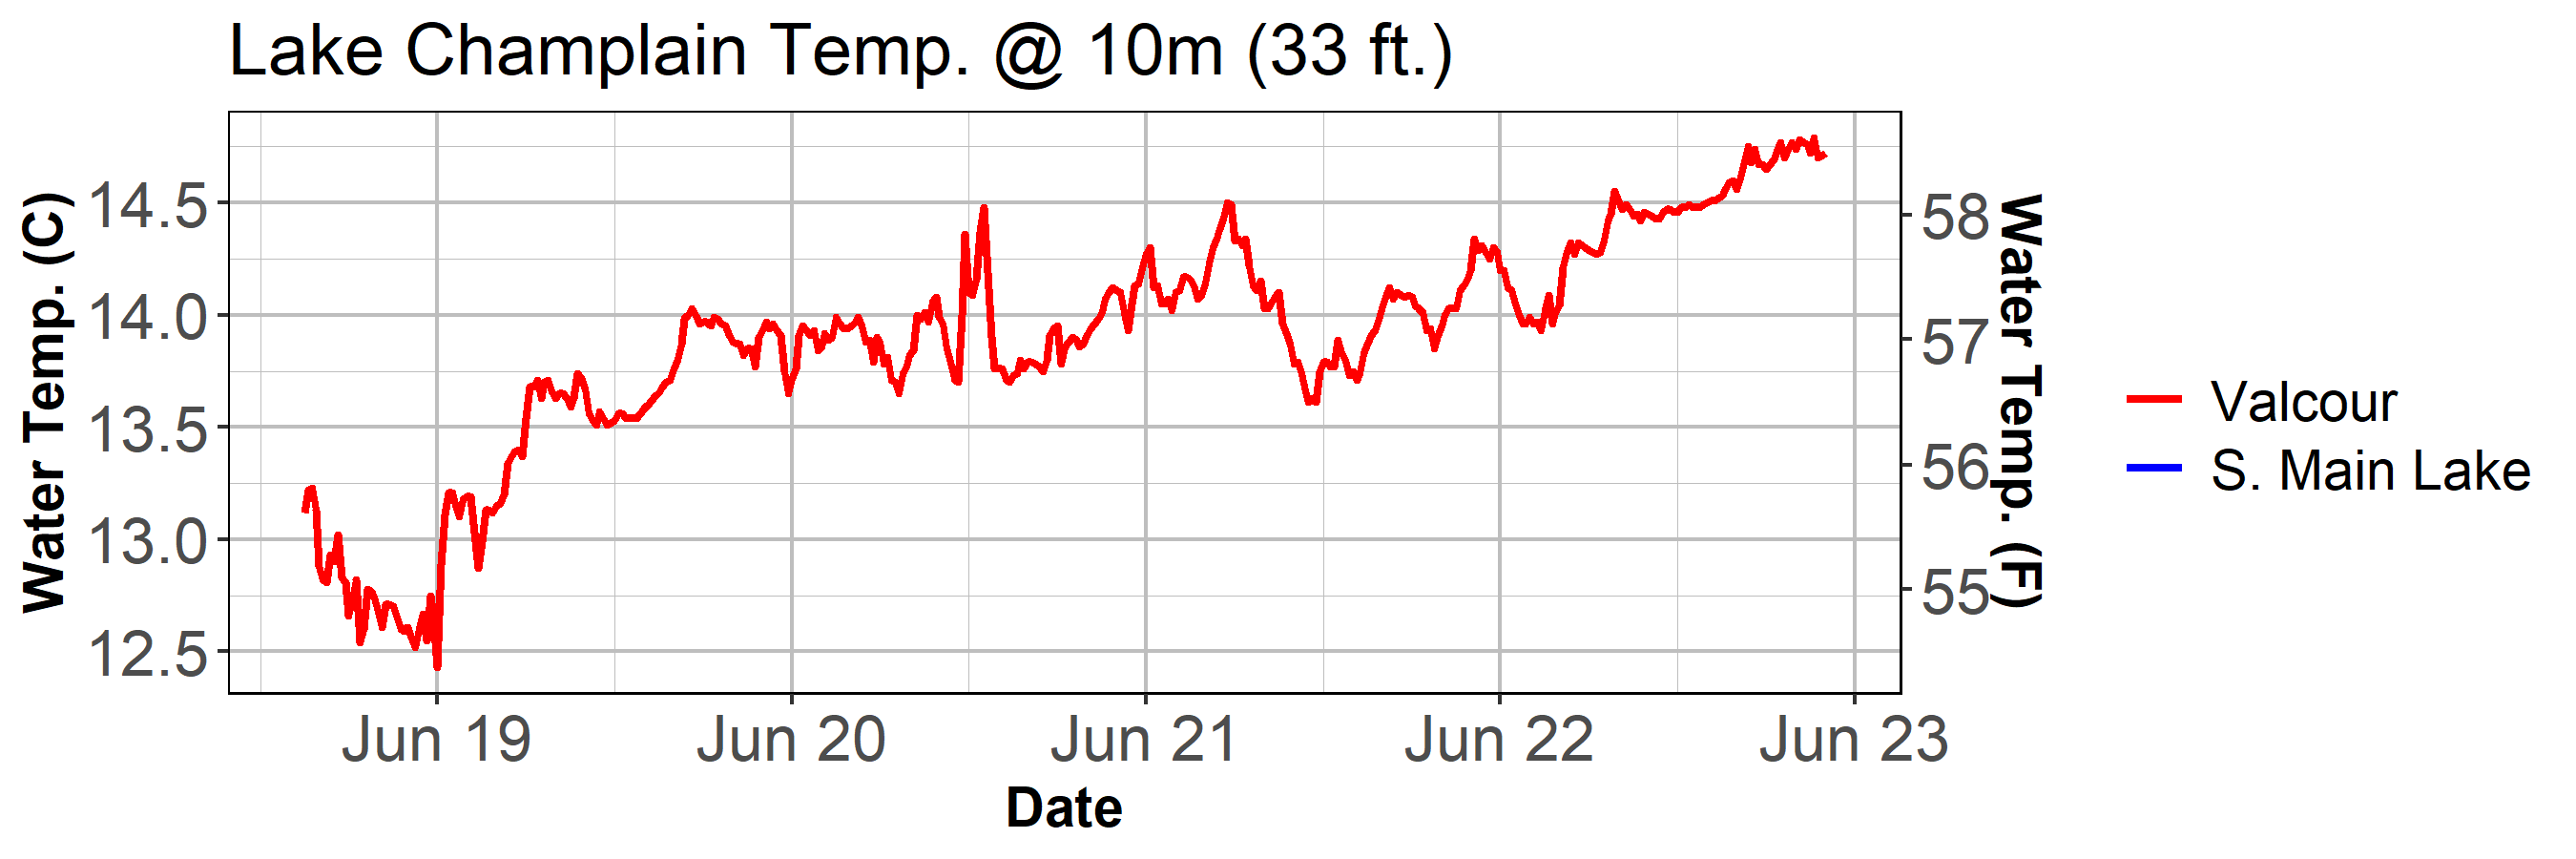 Lake Champlain Temp. @ 10m (33 ft.)
Water Temp. (C)
14.5
14.0
13.5
13.0
12.5
58
57
56
55
Water Temp. (F)
Jun 19
Jun 20
Jun 21
Jun 22
Jun 23
Date
Valcour
S. Main Lake